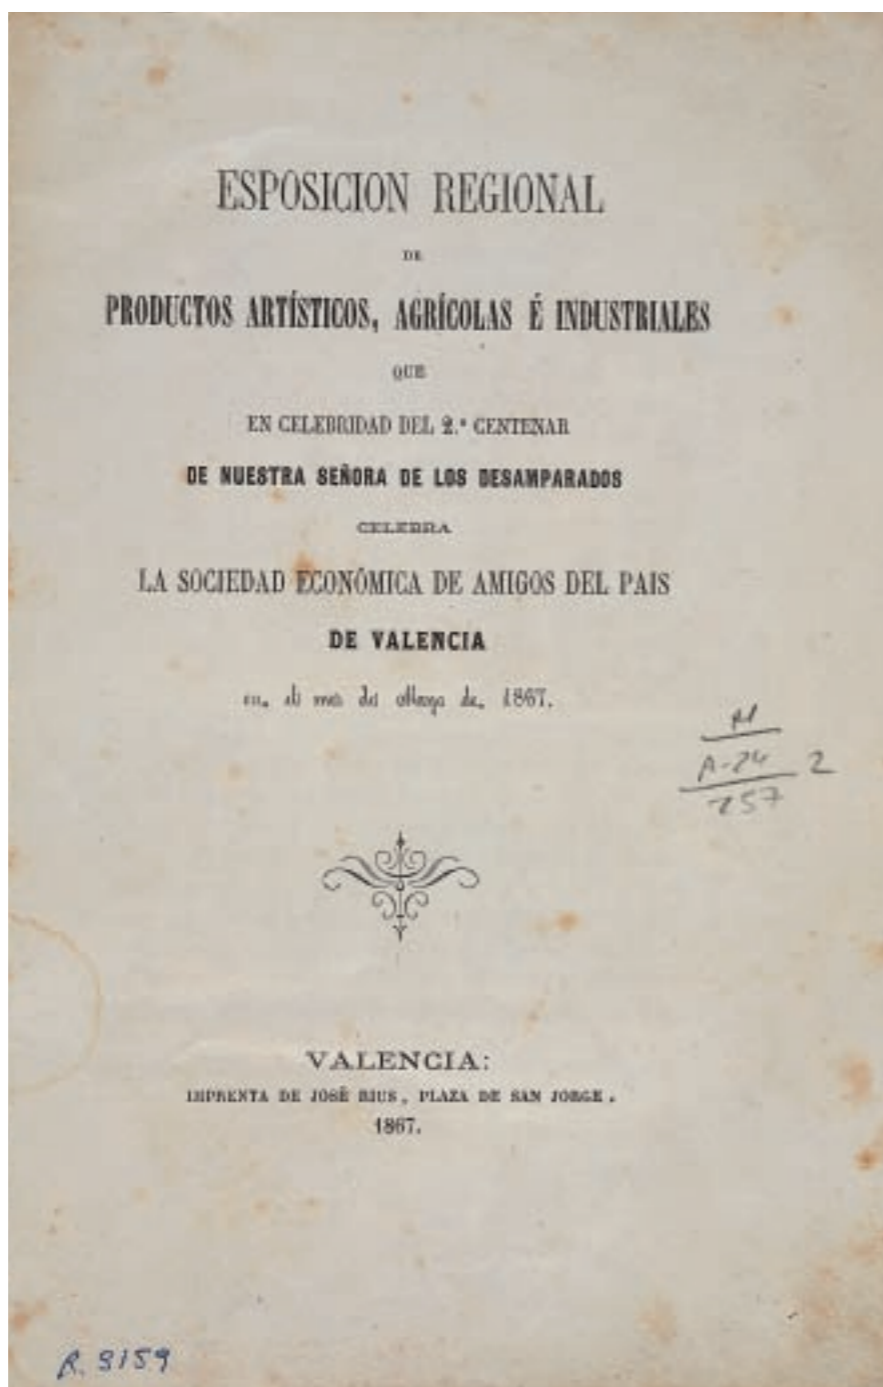 ESPOSICION REGIONAL
DE
PRODUCTOS ARTÍSTICOS, AGRÍCOLAS É INDUSTRIALES
QUE
EN CELEBRIDAD DEL 2.º CENTENAR
DE NUESTRA SEÑORA DE LOS DESAMPARADOS
CELEBRA
LA SOCIEDAD ECONÓMICA DE AMIGOS DEL PAIS
DE VALENCIA
en el mes de Mayo de 1867.
A-24 2
257
VALENCIA:
IMPRENTA DE JOSÉ RIUS, PLAZA DE SAN JORGE.
1867.
R. 9159